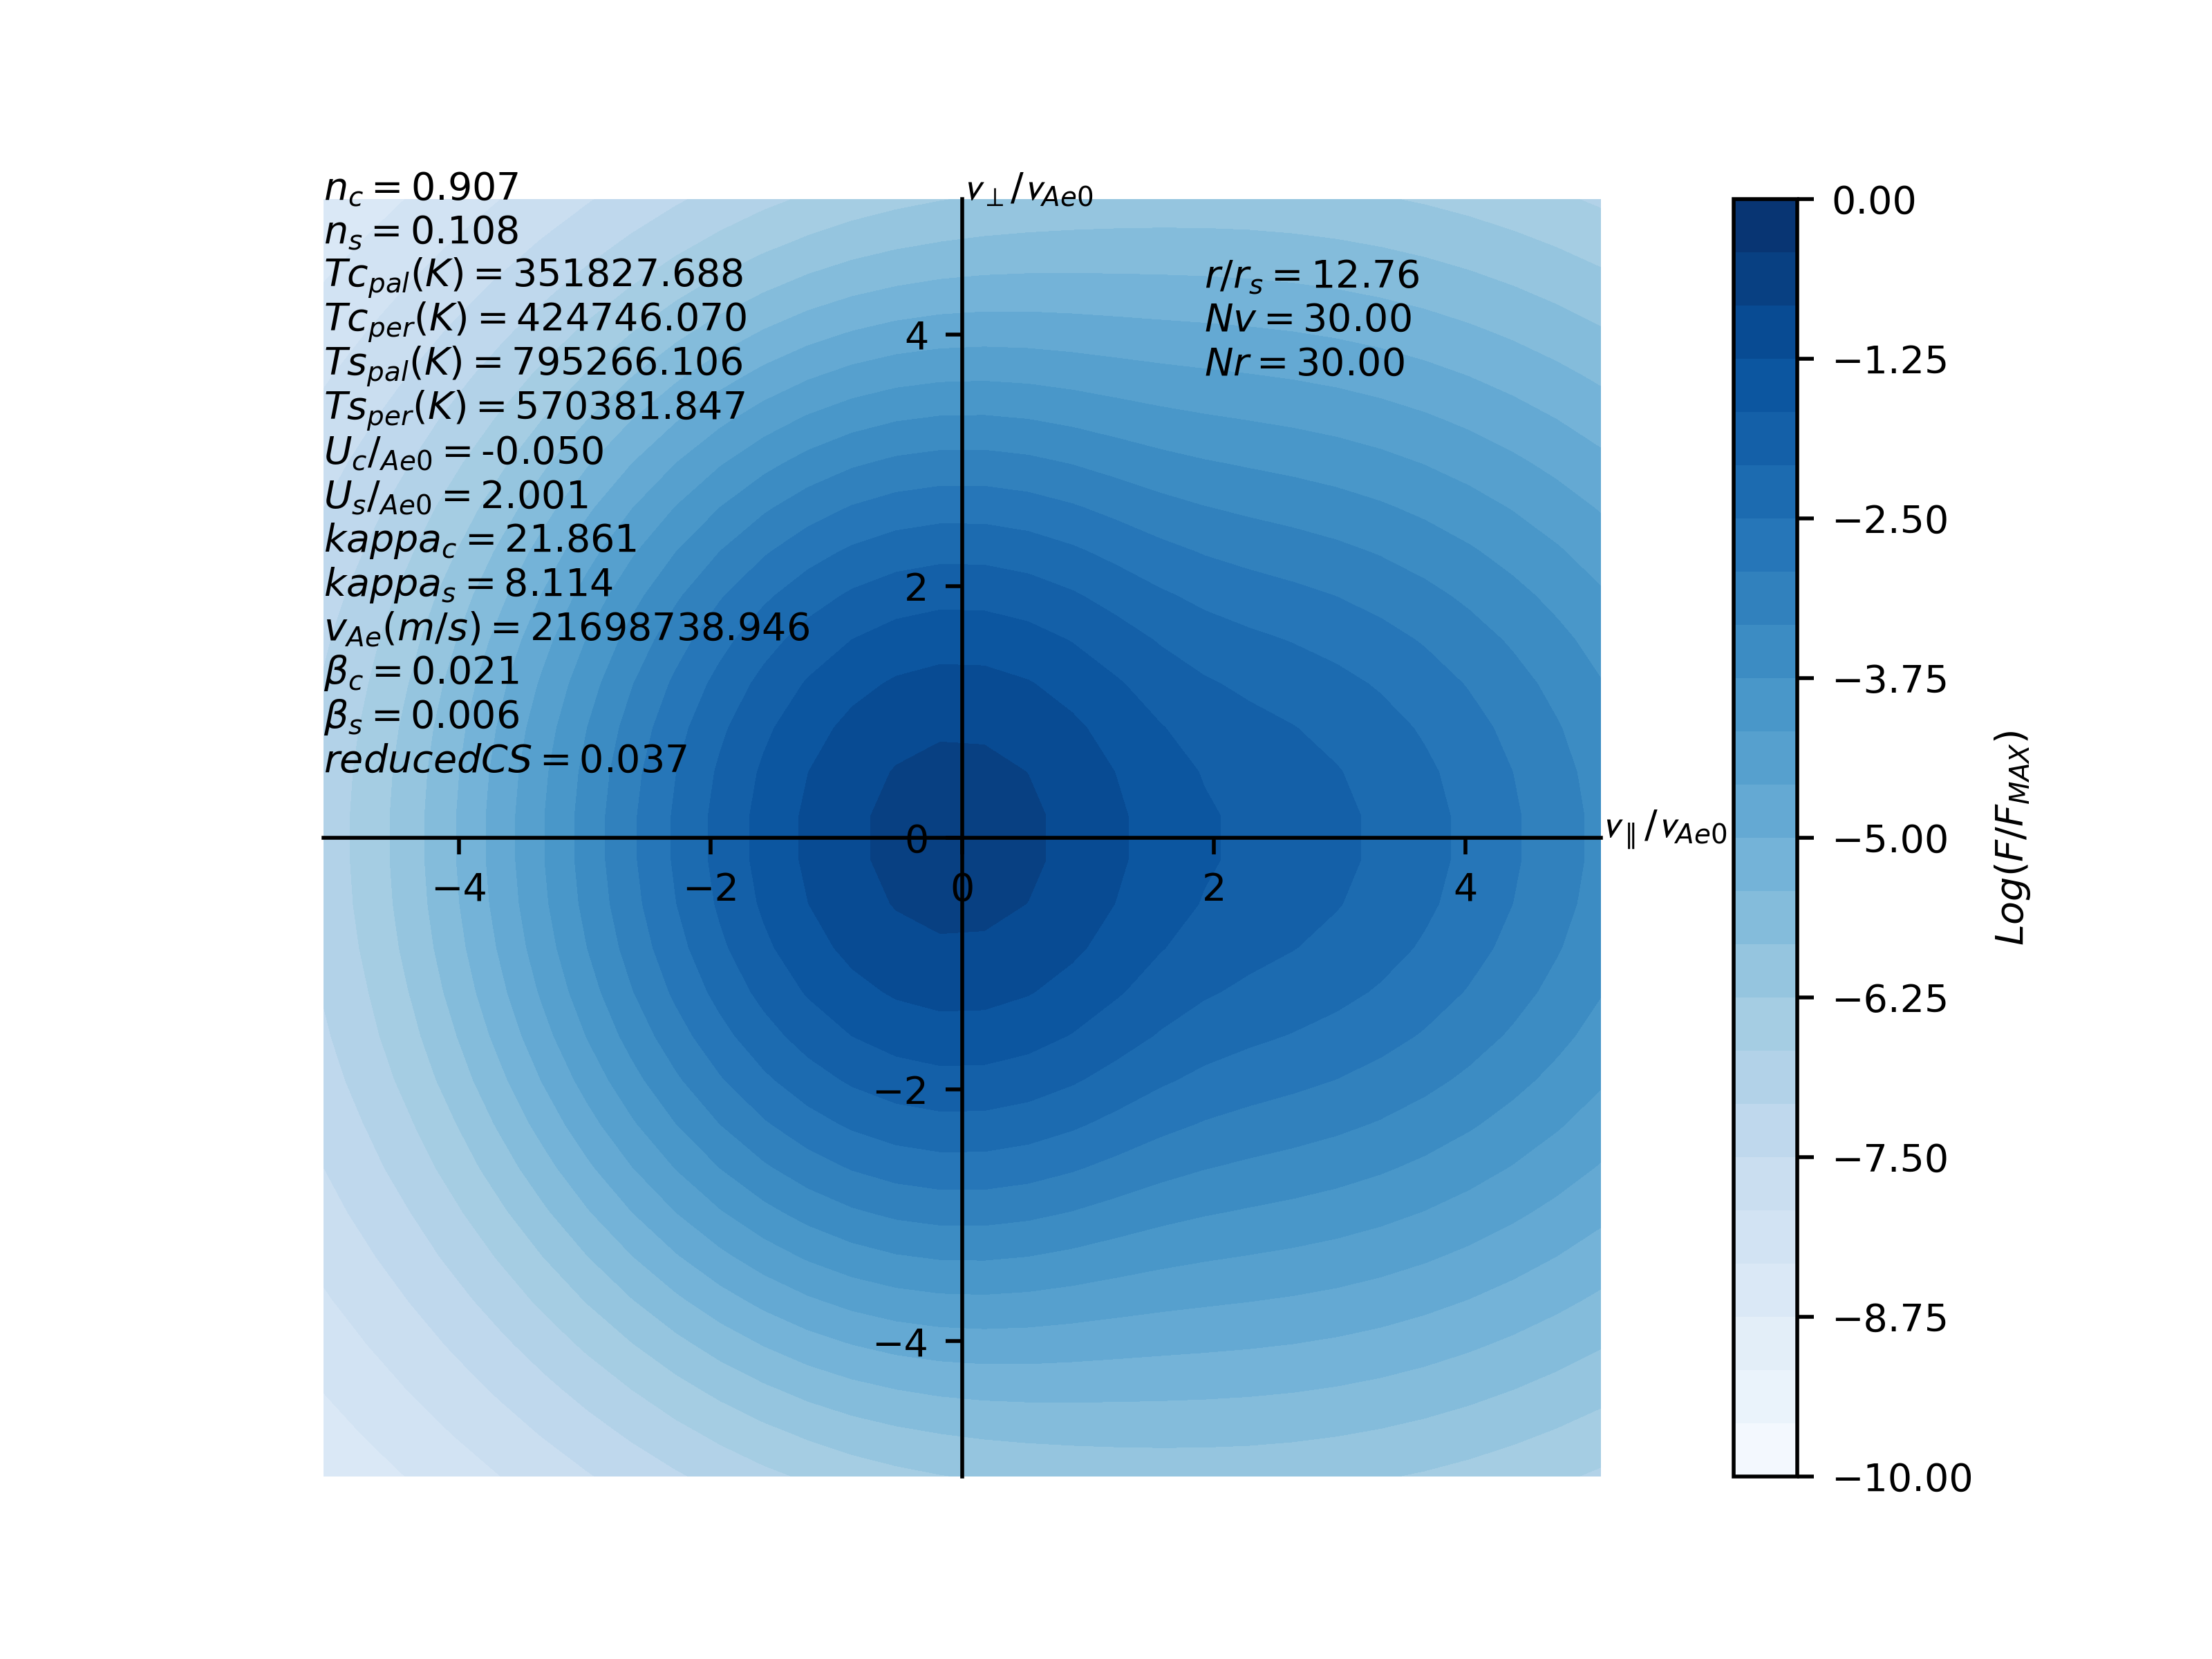 n_c = 0.907
n_s = 0.108
Tc_pal(K) = 351827.688
Tc_per(K) = 424746.070
Ts_pal(K) = 795266.106
Ts_per(K) = 570381.847
U_c/_Ae0 = -0.050
U_s/_Ae0 = 2.001
kappa_c = 21.861
kappa_s = 8.114
v_Ae(m/s) = 21698738.946
β_c = 0.021
β_s = 0.006
reducedCS = 0.037
v_⊥/v_Ae0
r/r_s = 12.76
Nv = 30.00
Nr = 30.00
4
2
0
−2
−4
−4
−2
0
2
4
v_∥/v_Ae0
0.00
−1.25
−2.50
−3.75
−5.00
−6.25
−7.50
−8.75
−10.00
Log(F/F_MAX)